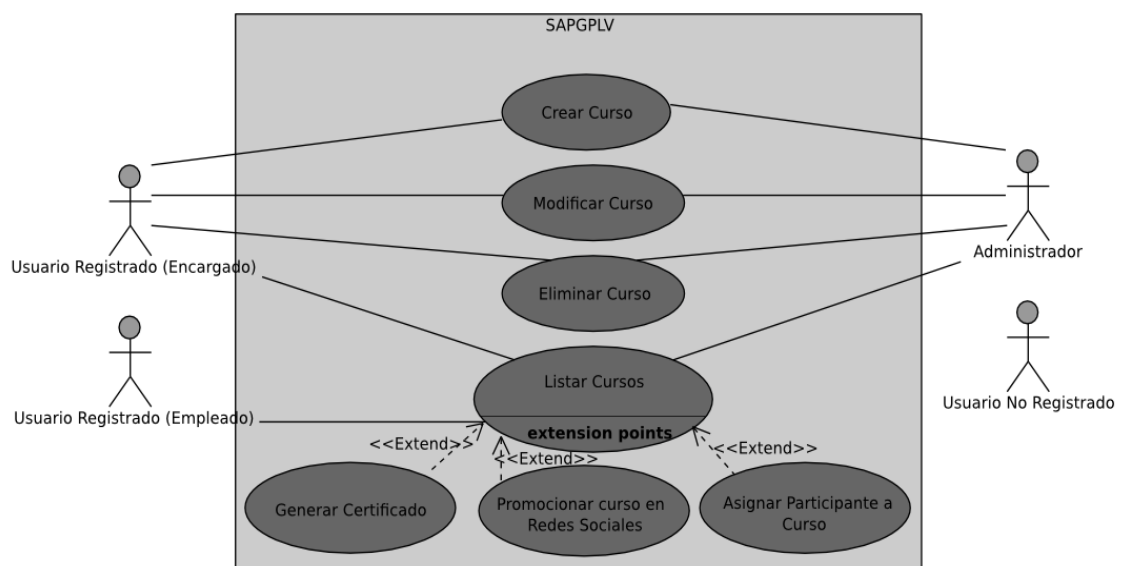 SAPGPLV
Crear Curso
Modificar Curso
Usuario Registrado (Encargado)
Administrador
Eliminar Curso
Listar Cursos
Usuario Registrado (Empleado)
Usuario No Registrado
extension points
<<Extend>>
<<Extend>>
<<Extend>>
Generar Certificado
Promocionar curso en
Redes Sociales
Asignar Participante a
Curso